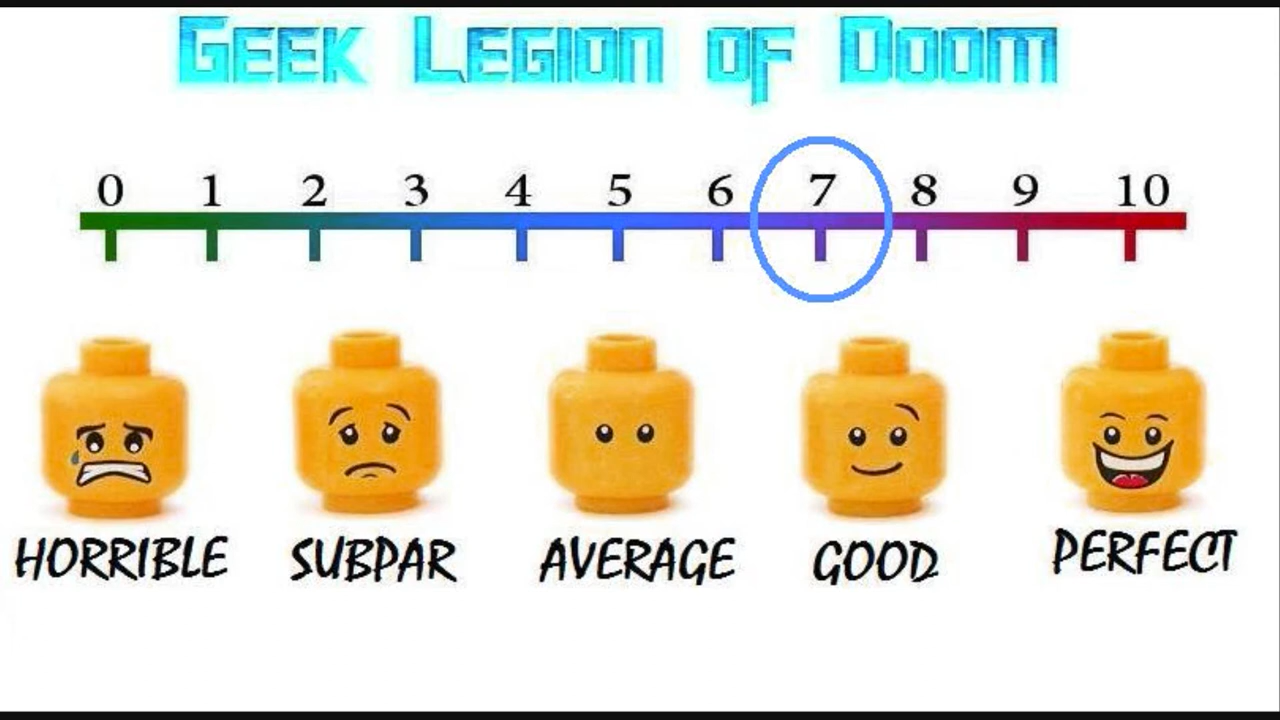 Geek Legion of Doom
0 1 2 3 4 5 6 7 8 9 10
HORRIBLE SUBPAR AVERAGE GOOD PERFECT